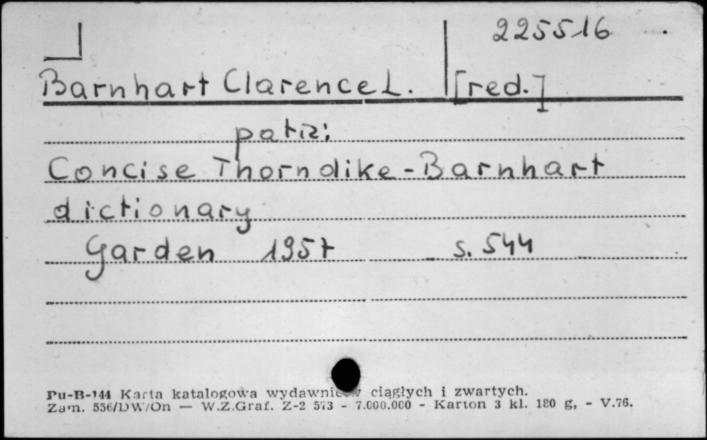 225516
Barnhart Clarence L. [red.]
patrz:
Concise Thorndike-Barnhart
dictionary
Garden 1957 s. 544
Pu-B-144 Karta katalogowa wydawnictw ciągłych i zwartych.
Zam. 556/DW/On — W.Z.Graf. Z-2 573 - 7.000.000 - Karton 3 kl. 180 g, - V.76.